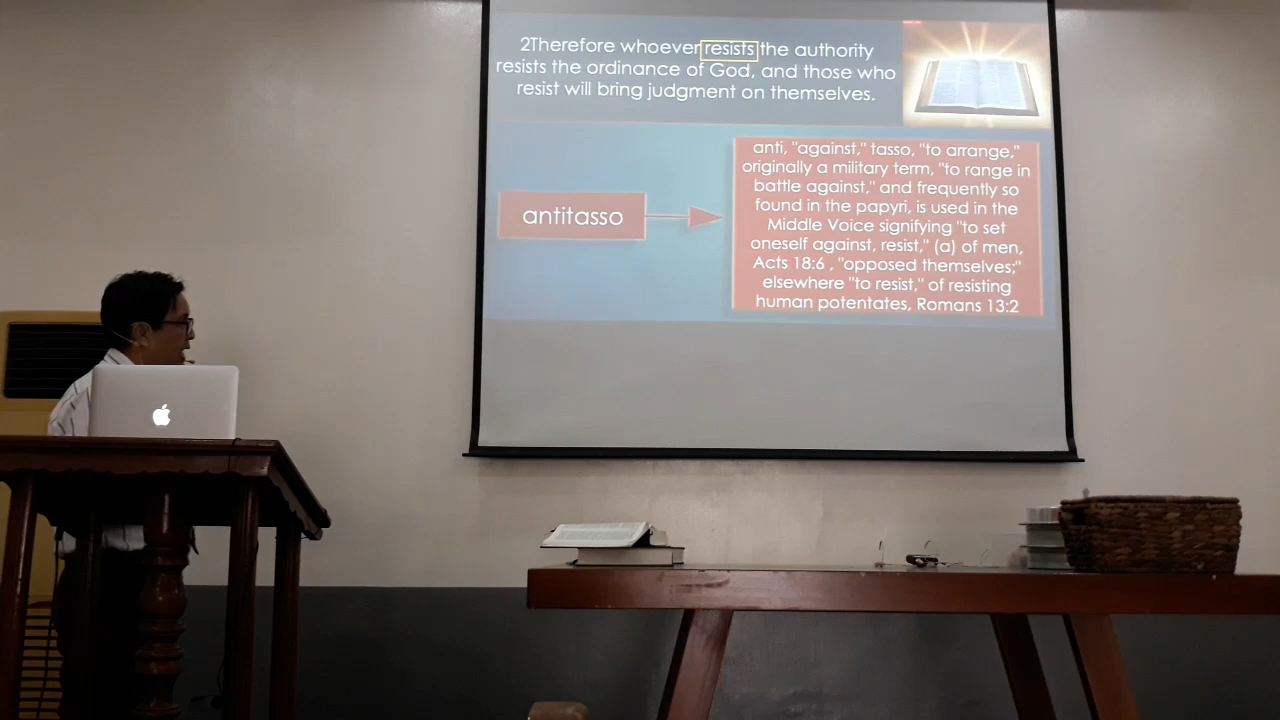 2Therefore whoever resists the authority
resists the ordinance of God, and those who
resist will bring judgment on themselves.
antitasso
anti, "against," tasso, "to arrange,"
originally a military term, "to range in
battle against," and frequently so
found in the papyri, is used in the
Middle Voice signifying "to set
oneself against, resist," (a) of men,
Acts 18:6 , "opposed themselves;"
elsewhere "to resist," of resisting
human potentates, Romans 13:2